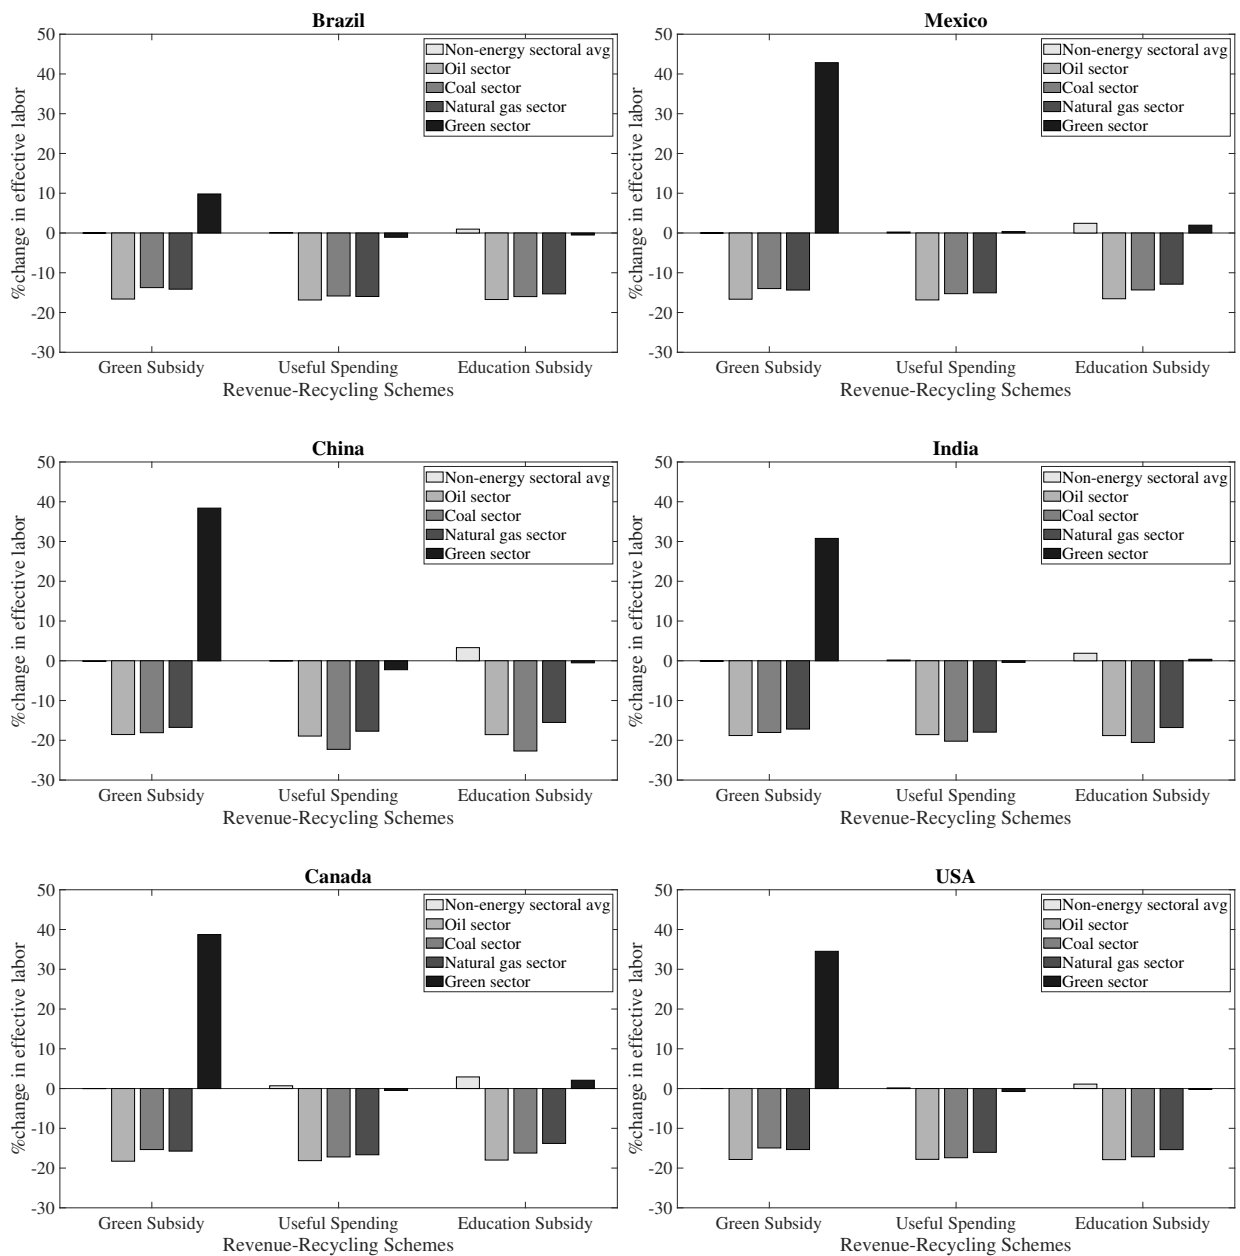 Brazil
50
40
30
20
10
0
-10
-20
-30
%change in effective labor
Non-energy sectoral avg
Oil sector
Coal sector
Natural gas sector
Green sector
Green Subsidy
Useful Spending
Education Subsidy
Revenue-Recycling Schemes
Mexico
50
40
30
20
10
0
-10
-20
-30
%change in effective labor
Non-energy sectoral avg
Oil sector
Coal sector
Natural gas sector
Green sector
Green Subsidy
Useful Spending
Education Subsidy
Revenue-Recycling Schemes
China
50
40
30
20
10
0
-10
-20
-30
%change in effective labor
Non-energy sectoral avg
Oil sector
Coal sector
Natural gas sector
Green sector
Green Subsidy
Useful Spending
Education Subsidy
Revenue-Recycling Schemes
India
50
40
30
20
10
0
-10
-20
-30
%change in effective labor
Non-energy sectoral avg
Oil sector
Coal sector
Natural gas sector
Green sector
Green Subsidy
Useful Spending
Education Subsidy
Revenue-Recycling Schemes
Canada
50
40
30
20
10
0
-10
-20
-30
%change in effective labor
Non-energy sectoral avg
Oil sector
Coal sector
Natural gas sector
Green sector
Green Subsidy
Useful Spending
Education Subsidy
Revenue-Recycling Schemes
USA
50
40
30
20
10
0
-10
-20
-30
%change in effective labor
Non-energy sectoral avg
Oil sector
Coal sector
Natural gas sector
Green sector
Green Subsidy
Useful Spending
Education Subsidy
Revenue-Recycling Schemes